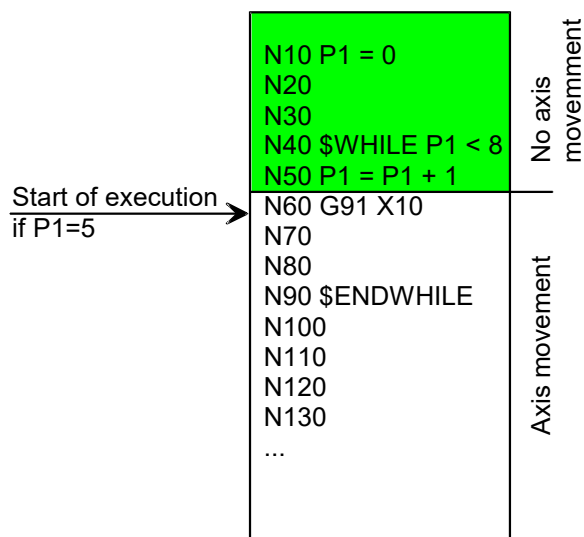 N10 P1 = 0
N20
N30
N40 $WHILE P1 < 8
N50 P1 = P1 + 1
No axis
movemment
Start of execution
if P1=5
N60 G91 X10
N70
N80
N90 $ENDWHILE
N100
N110
N120
N130
...
Axis movement